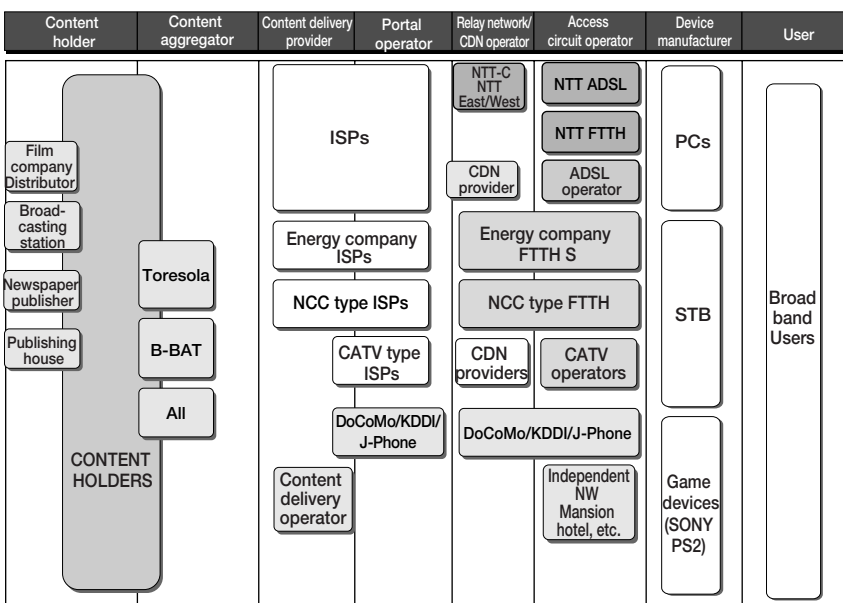 Content
holder
Content
aggregator
Content delivery
provider
Portal
operator
Relay network/
CDN operator
Access
circuit operator
Device
manufacturer
User
Film
company
Distributor
Broad-
casting
station
Newspaper
publisher
Publishing
house
CONTENT
HOLDERS
Toresola
B-BAT
All
ISPs
Energy company
ISPs
NCC type ISPs
CATV type
ISPs
DoCoMo/KDDI/
J-Phone
Content
delivery
operator
NTT-C
NTT
East/West
CDN
provider
NTT ADSL
NTT FTTH
ADSL
operator
Energy company
FTTH S
NCC type FTTH
CDN
providers
CATV
operators
DoCoMo/KDDI/J-Phone
Independent
NW
Mansion
hotel, etc.
PCs
STB
Game
devices
(SONY
PS2)
Broad
band
Users